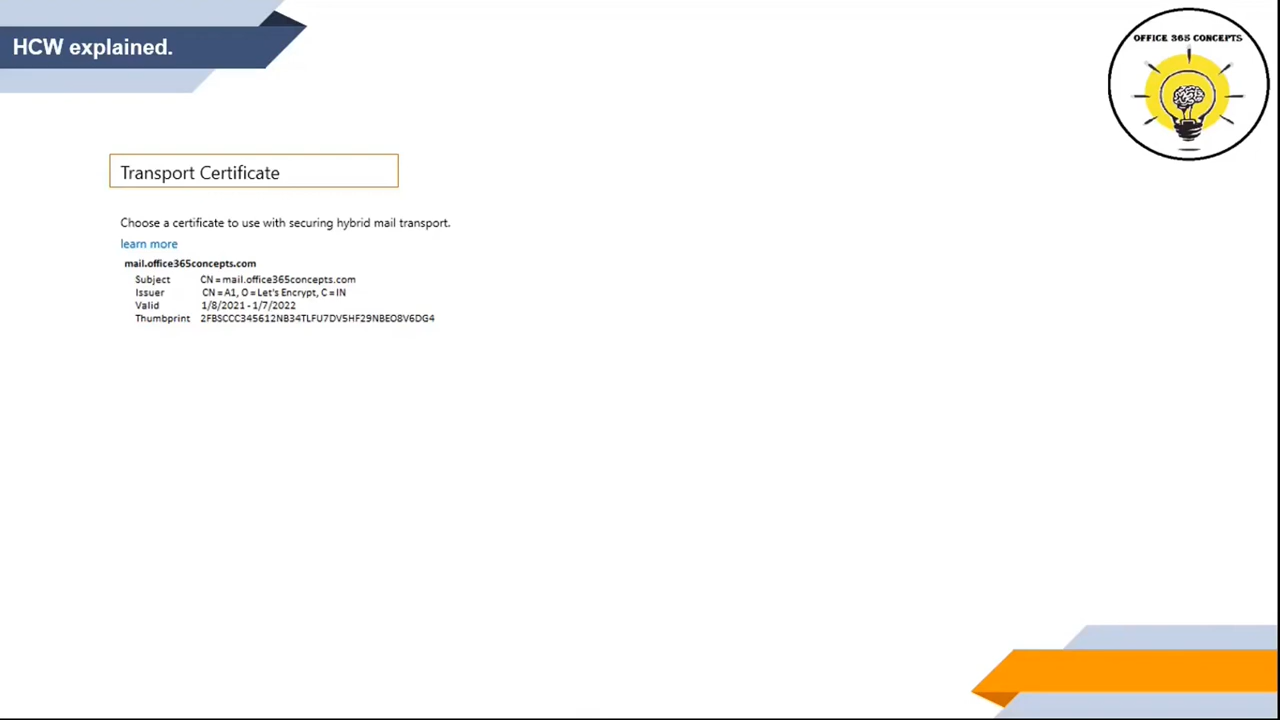 HCW explained.
OFFICE 365 CONCEPTS
Transport Certificate
Choose a certificate to use with securing hybrid mail transport.
learn more
mail.office365concepts.com
Subject CN = mail.office365concepts.com
Issuer CN = A1, O = Let's Encrypt, C = IN
Valid 1/8/2021 - 1/7/2022
Thumbprint 2FBSCCC345612NB34TLFU7DV5HF29NBEO8V6DG4